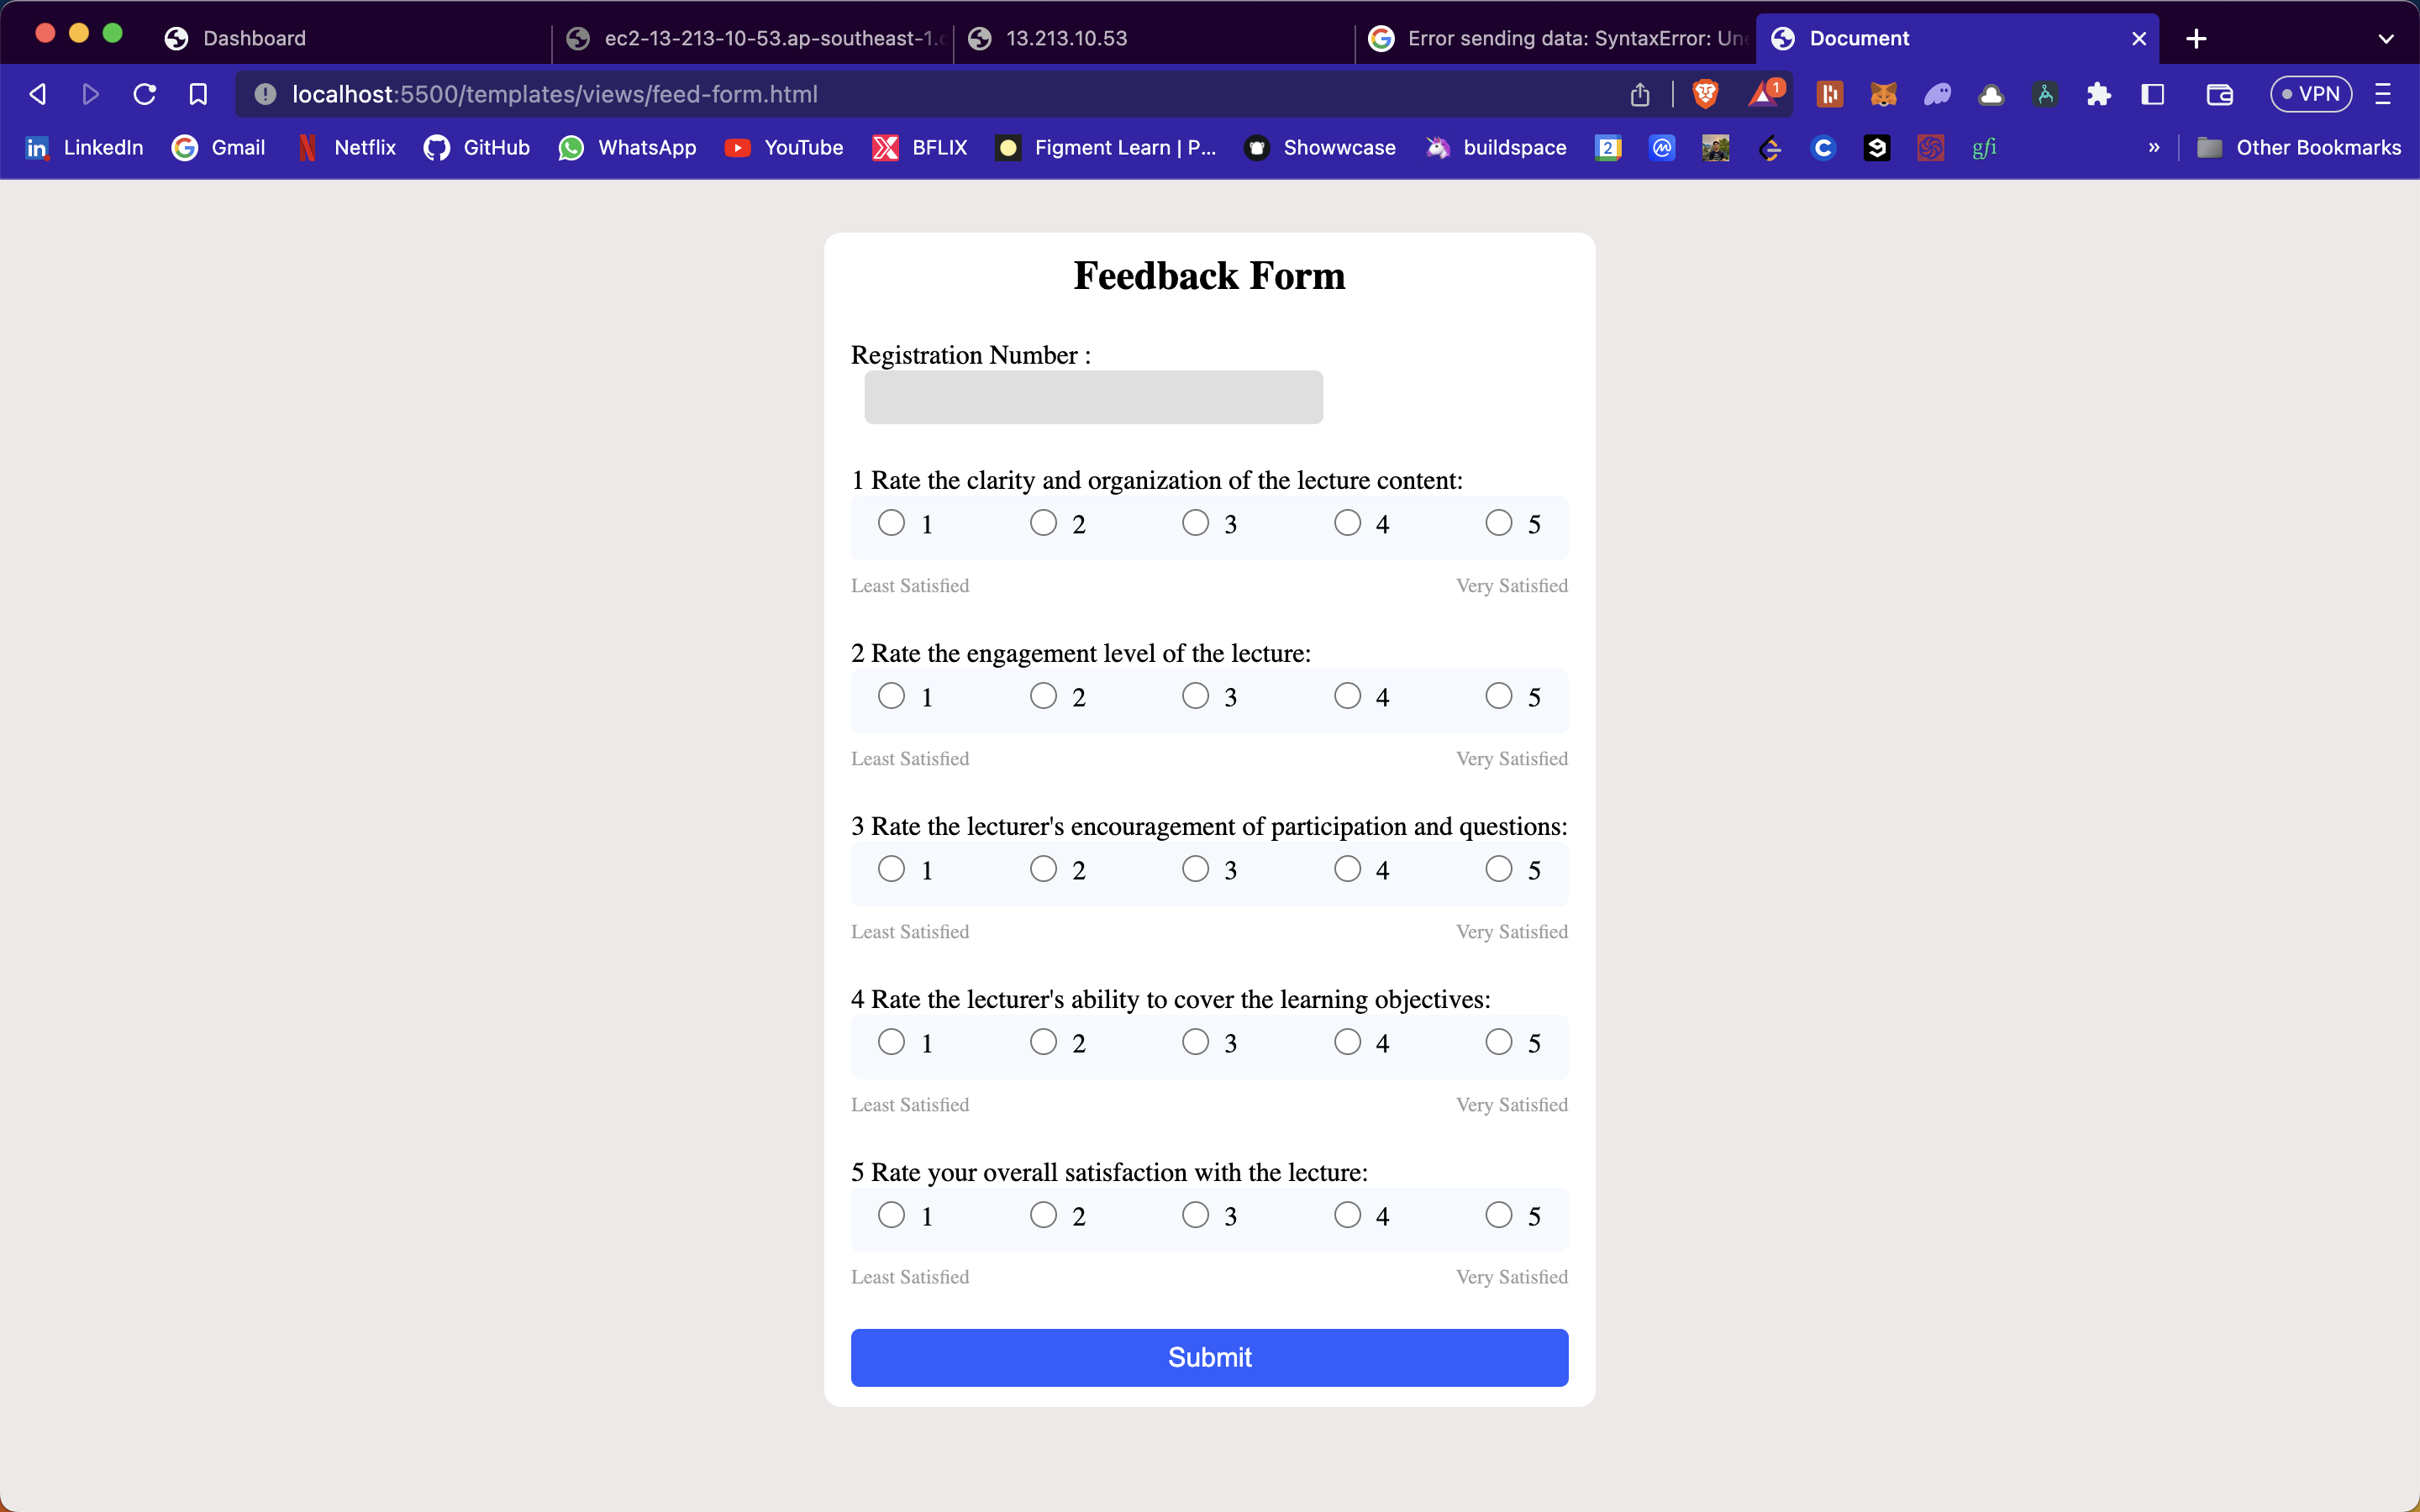 Dashboard
ec2-13-213-10-53.ap-southeast-1.
13.213.10.53
Error sending data: SyntaxError: Une
Document
localhost:5500/templates/views/feed-form.html
1
VPN
LinkedIn
Gmail
Netflix
GitHub
WhatsApp
YouTube
BFLIX
Figment Learn | P...
Showwcase
buildspace
2
gfi
»
Other Bookmarks
Feedback Form
Registration Number :
1 Rate the clarity and organization of the lecture content:
1 2 3 4 5
Least Satisfied Very Satisfied
2 Rate the engagement level of the lecture:
1 2 3 4 5
Least Satisfied Very Satisfied
3 Rate the lecturer's encouragement of participation and questions:
1 2 3 4 5
Least Satisfied Very Satisfied
4 Rate the lecturer's ability to cover the learning objectives:
1 2 3 4 5
Least Satisfied Very Satisfied
5 Rate your overall satisfaction with the lecture:
1 2 3 4 5
Least Satisfied Very Satisfied
Submit